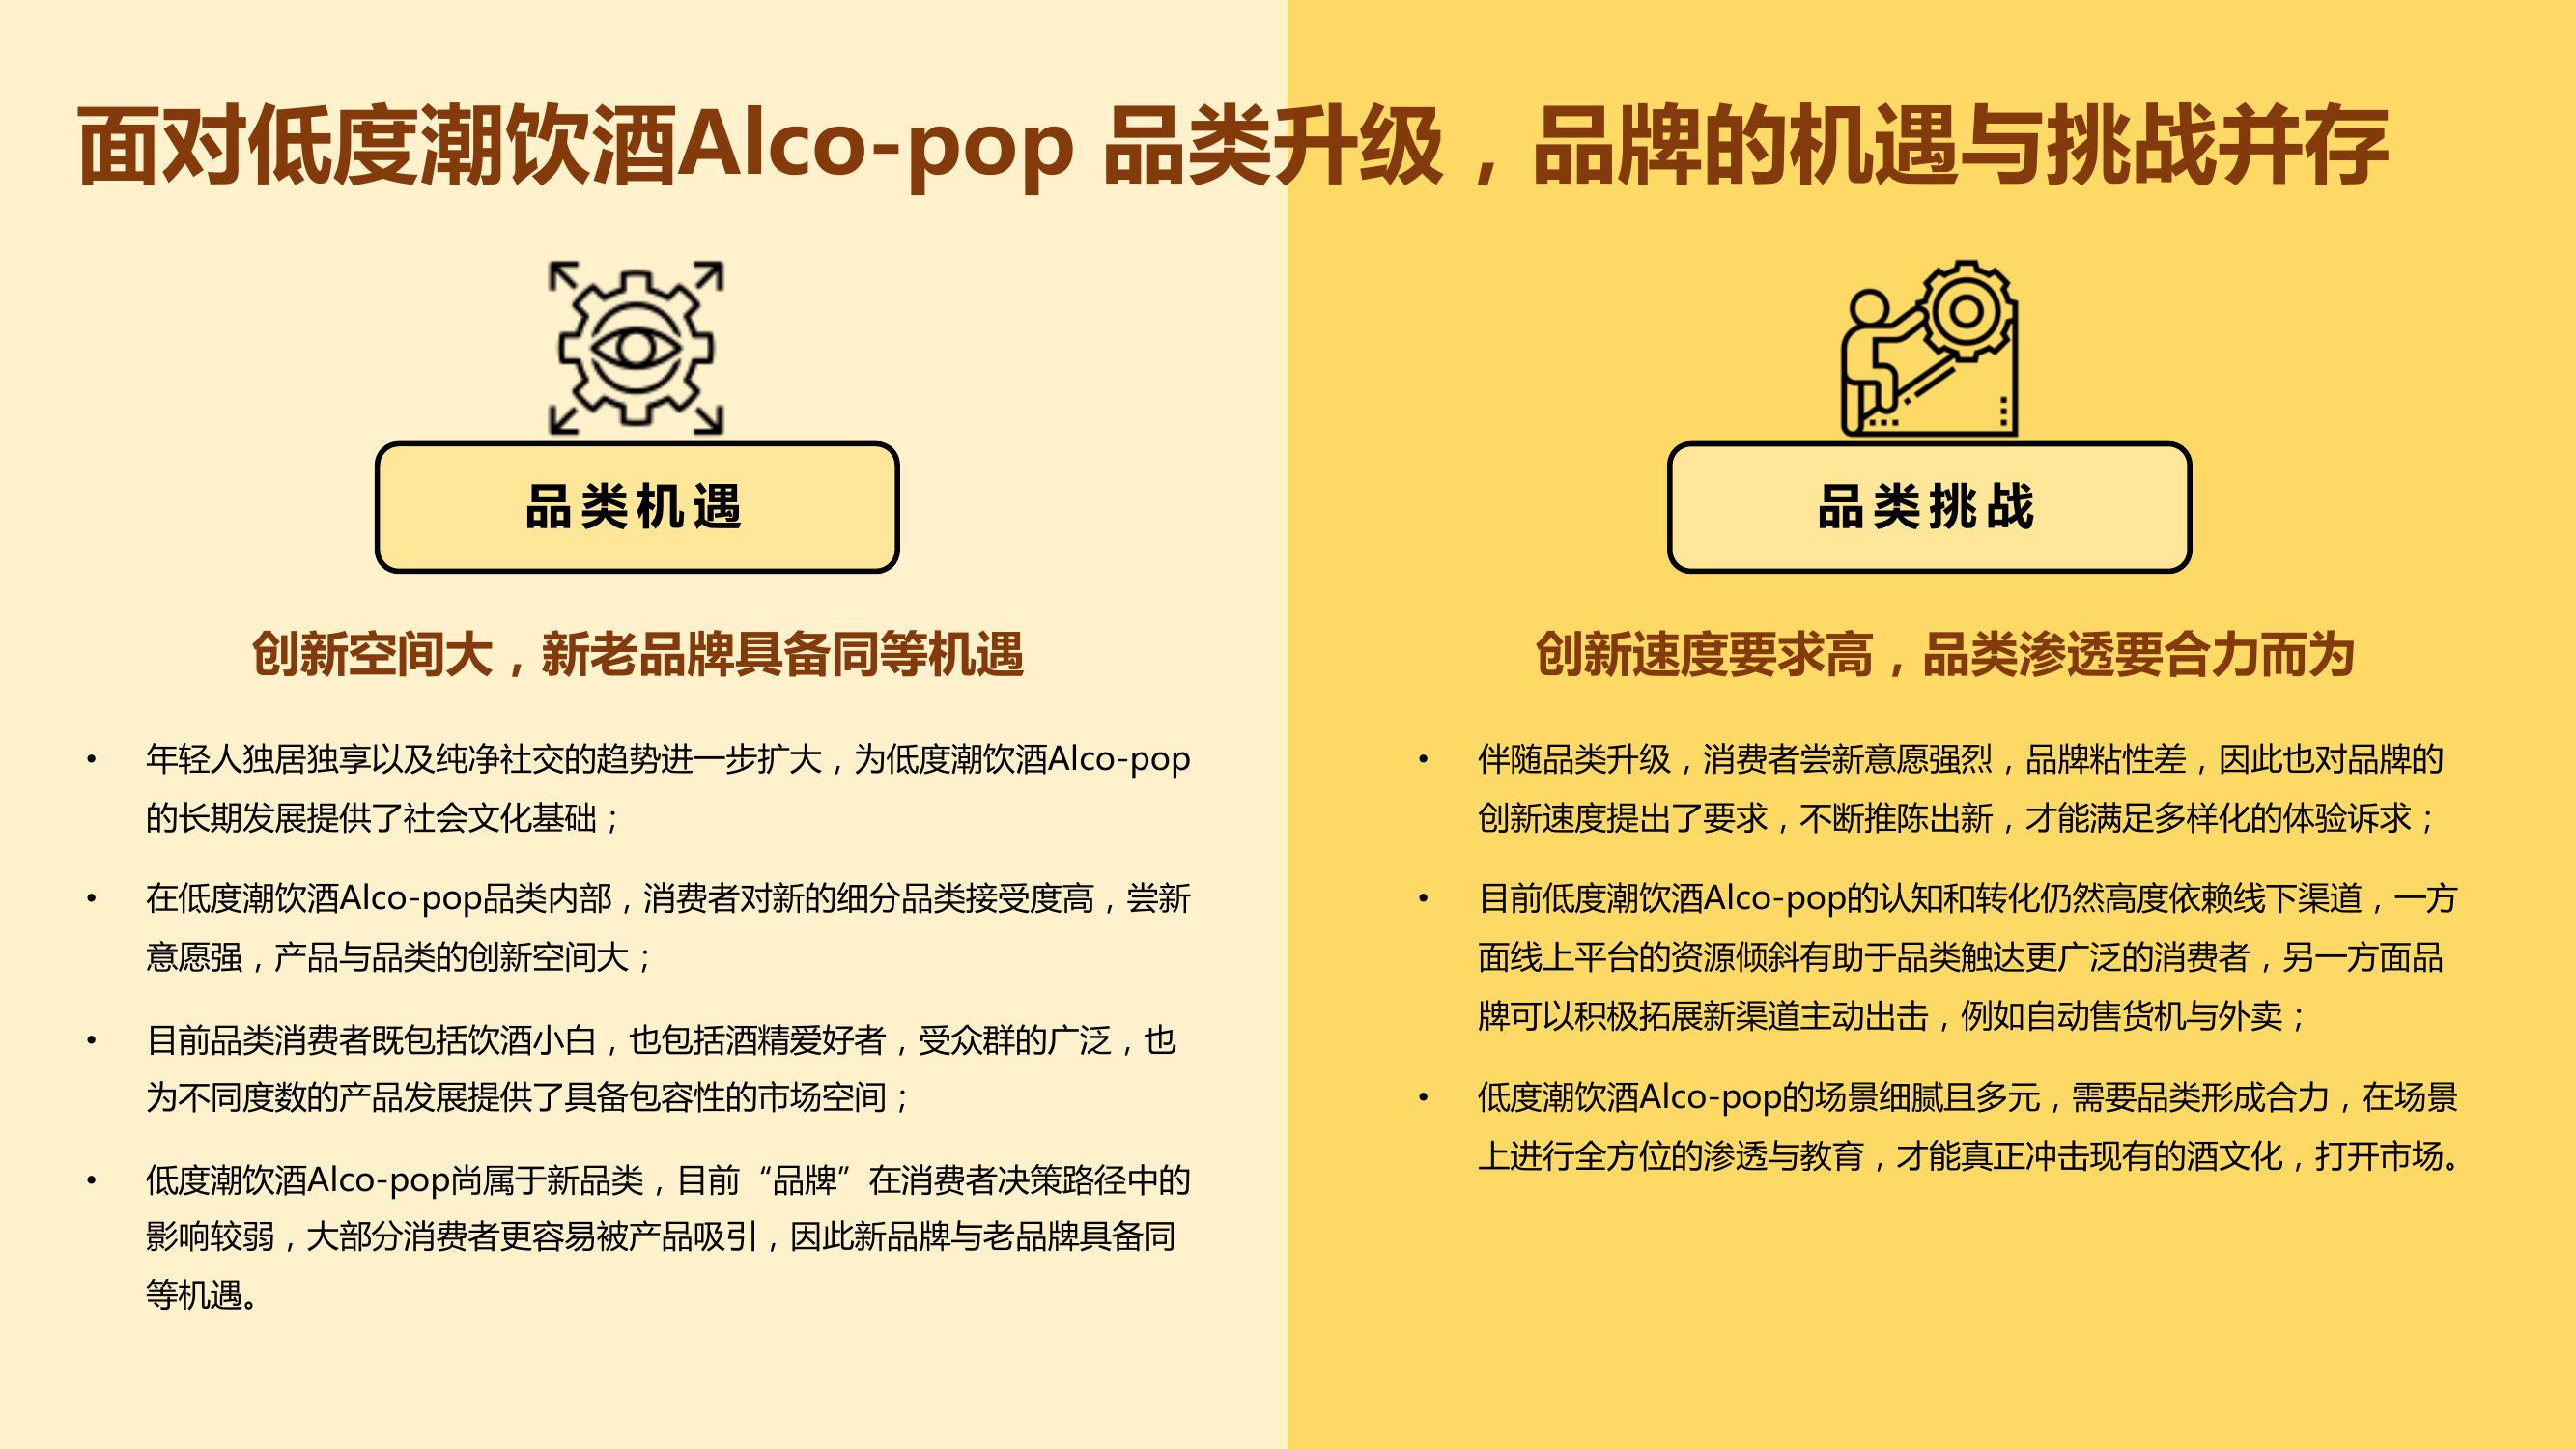 面对低度潮饮酒Alco-pop 品类升级，品牌的机遇与挑战并存
品类机遇
创新空间大，新老品牌具备同等机遇
• 年轻人独居独享以及纯净社交的趋势进一步扩大，为低度潮饮酒Alco-pop
的长期发展提供了社会文化基础；
• 在低度潮饮酒Alco-pop品类内部，消费者对新的细分品类接受度高，尝新
意愿强，产品与品类的创新空间大；
• 目前品类消费者既包括饮酒小白，也包括酒精爱好者，受众群的广泛，也
为不同度数的产品发展提供了具备包容性的市场空间；
• 低度潮饮酒Alco-pop尚属于新品类，目前“品牌”在消费者决策路径中的
影响较弱，大部分消费者更容易被产品吸引，因此新品牌与老品牌具备同
等机遇。
品类挑战
创新速度要求高，品类渗透要合力而为
• 伴随品类升级，消费者尝新意愿强烈，品牌粘性差，因此也对品牌的
创新速度提出了要求，不断推陈出新，才能满足多样化的体验诉求；
• 目前低度潮饮酒Alco-pop的认知和转化仍然高度依赖线下渠道，一方
面线上平台的资源倾斜有助于品类触达更广泛的消费者，另一方面品
牌可以积极拓展新渠道主动出击，例如自动售货机与外卖；
• 低度潮饮酒Alco-pop的场景细腻且多元，需要品类形成合力，在场景
上进行全方位的渗透与教育，才能真正冲击现有的酒文化，打开市场。